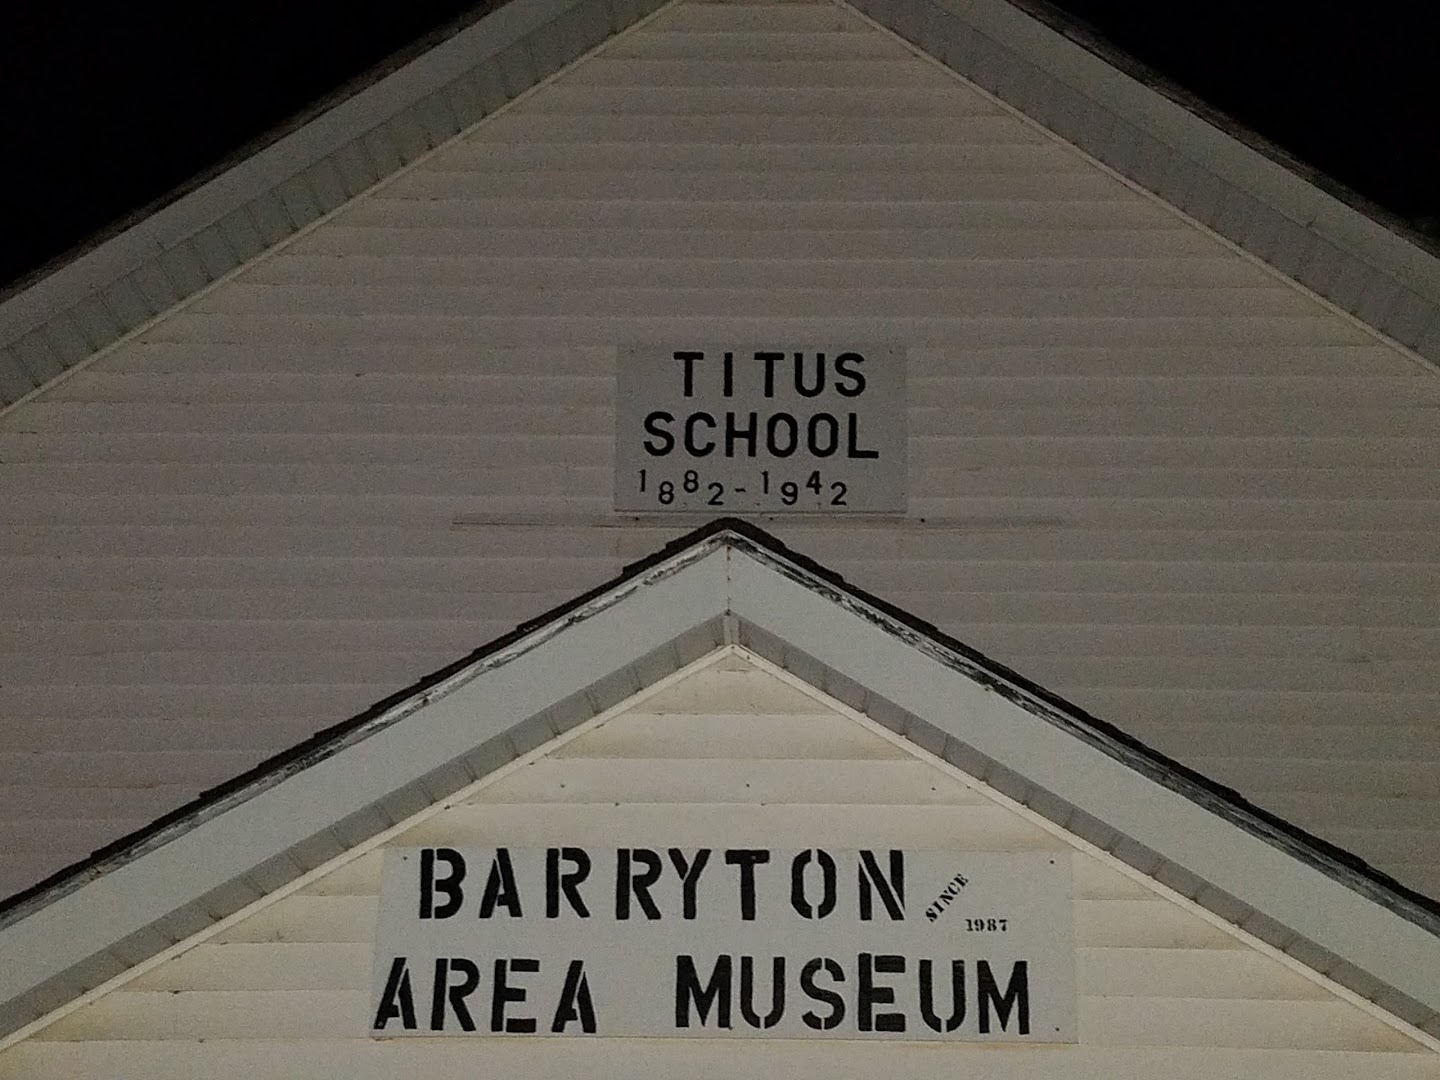 TITUS
SCHOOL
1882-1942
BARRYTON
SINCE
1987
AREA MUSEUM